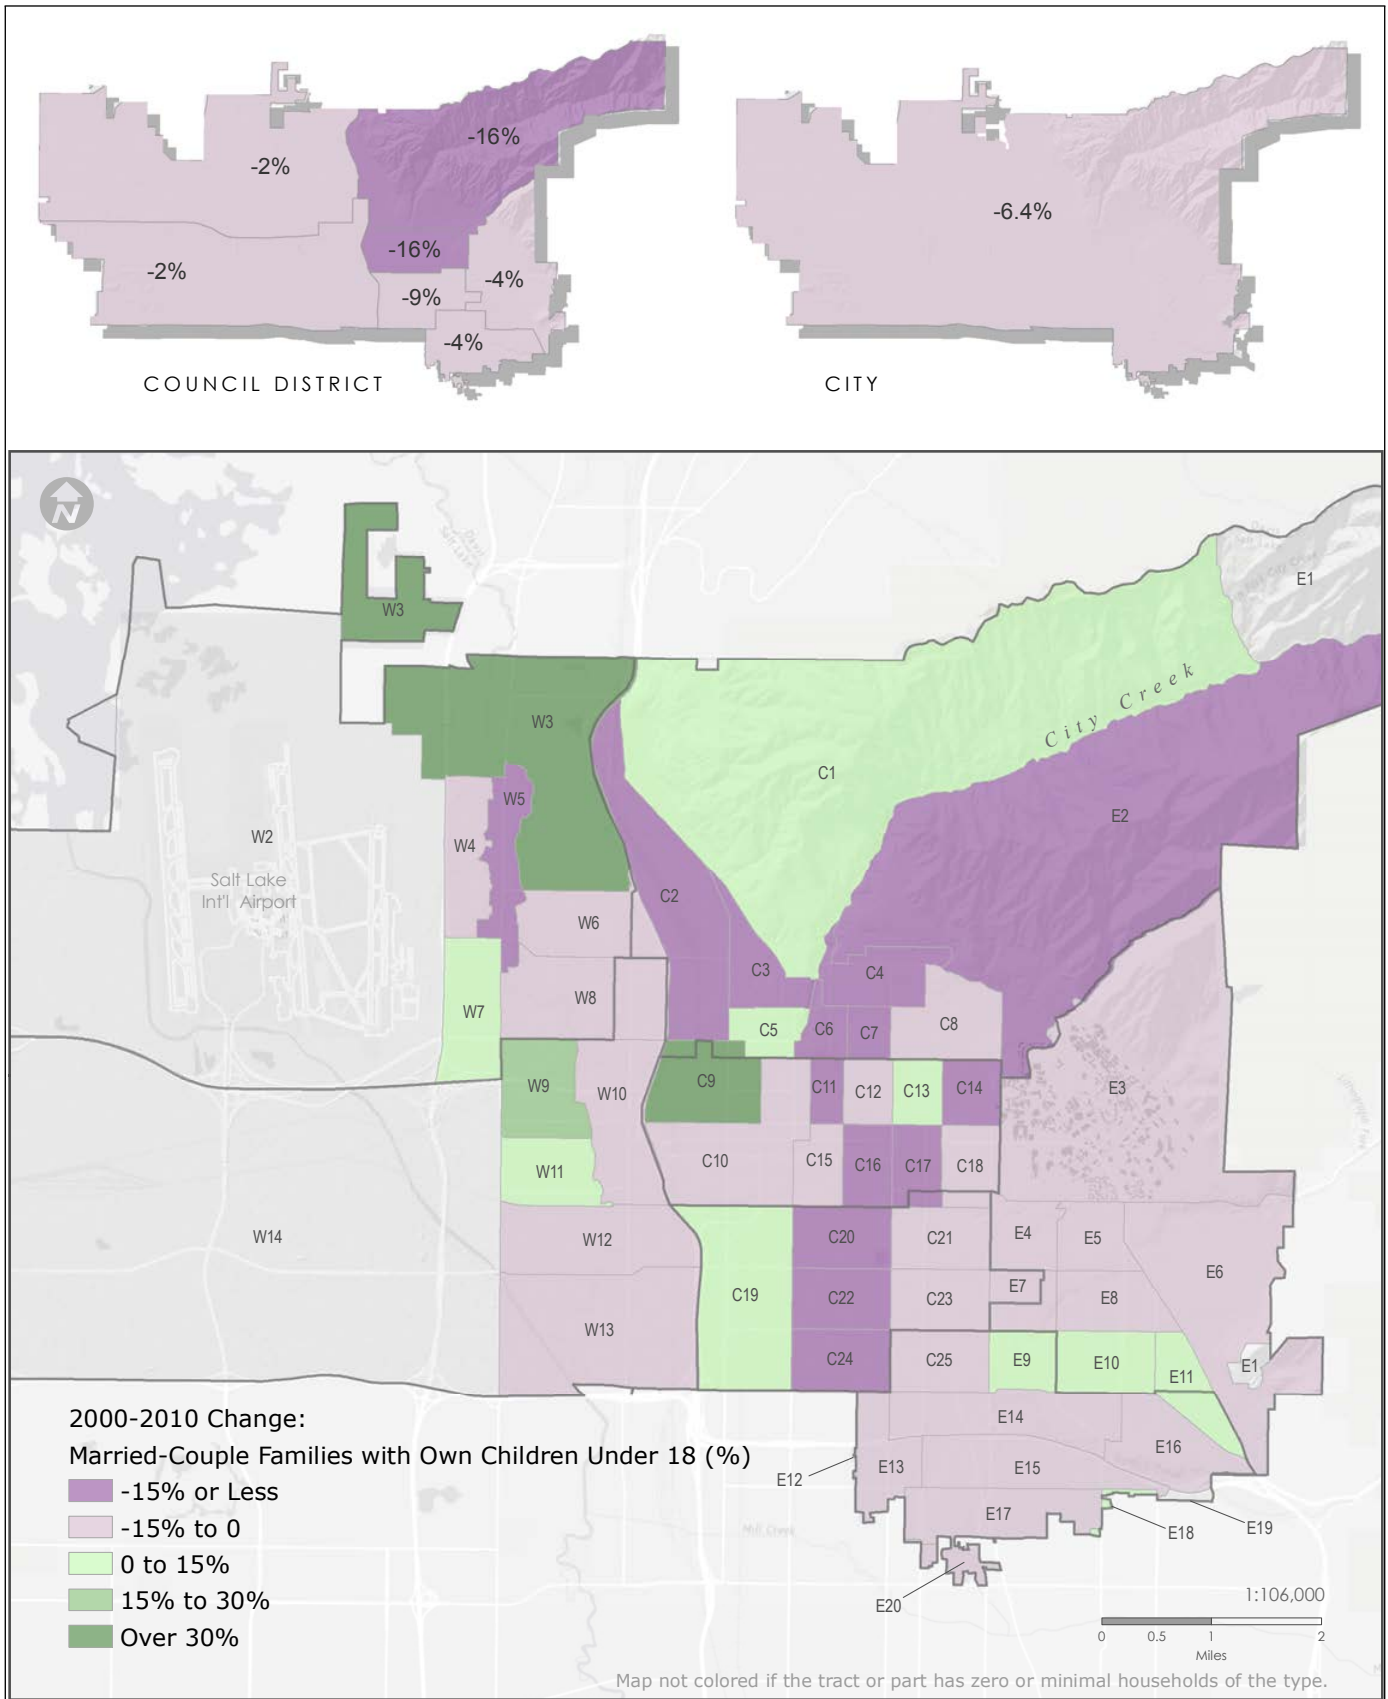 -16%
-2%
-16%
-2%
-9%
-4%
-4%
COUNCIL DISTRICT
-6.4%
CITY
N
E1
W3
W3
City Creek
C1
W5
E2
W2
W4
Salt Lake
Int'l Airport
C2
W6
C3
C4
W8
W7
C5
C6
C7
C8
C9
W9
W10
C11
C12
C13
C14
E3
W11
C10
C15
C16
C17
C18
W14
W12
C20
C21
E4
E5
E6
C19
C22
C23
E7
E8
W13
C24
C25
E9
E10
E11
E1
2000-2010 Change:
Married-Couple Families with Own Children Under 18 (%)
-15% or Less
-15% to 0
0 to 15%
15% to 30%
Over 30%
E14
E16
E12
E13
E15
E17
Mill Creek
E18
E19
E20
1:106,000
0 0.5 1 2
Miles
Map not colored if the tract or part has zero or minimal households of the type.